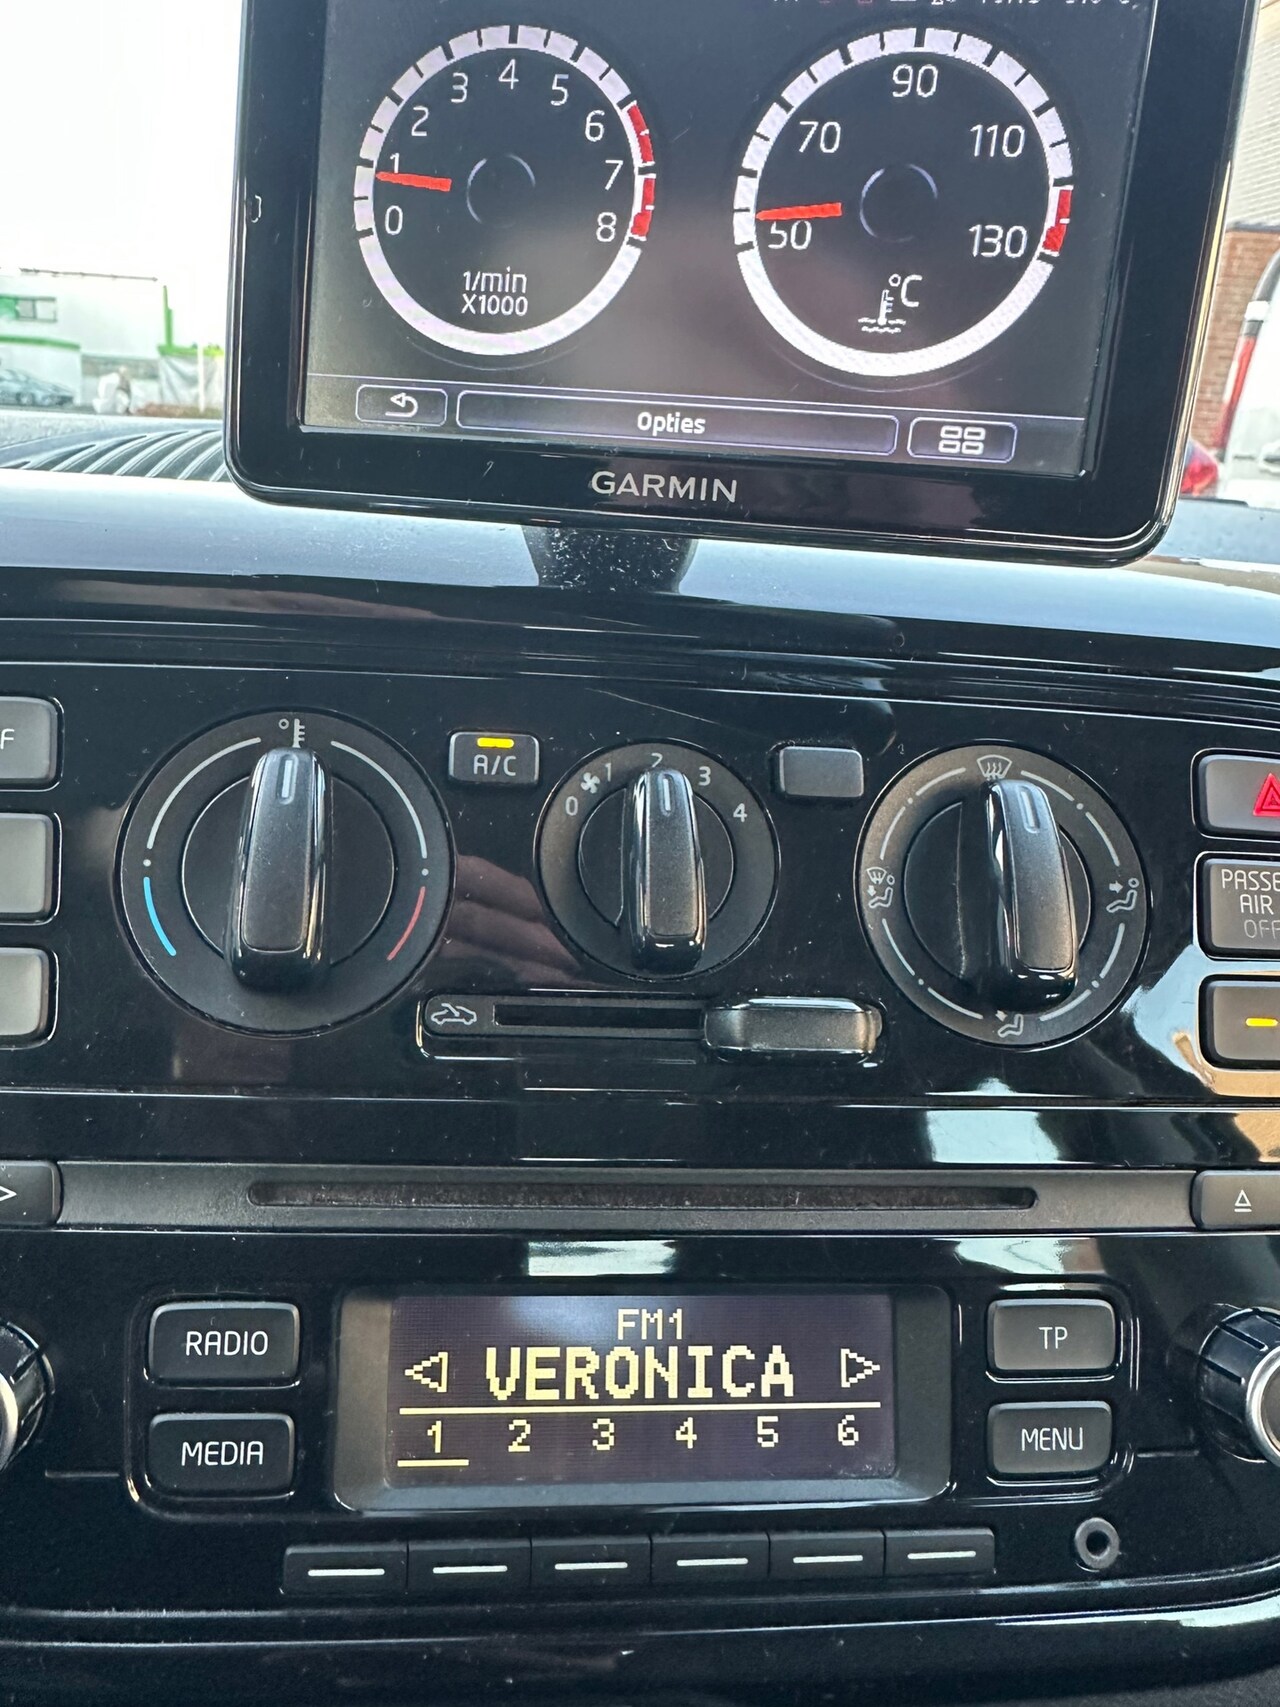 4
3
5
2
6
1
7
0
8
1/min
X1000
90
70
110
50
130
°C
Opties
GARMIN
F
A/C
0 1 2 3 4
PASSE
AIR
OFF
RADIO
MEDIA
FM1
VERONICA
1 2 3 4 5 6
TP
MENU